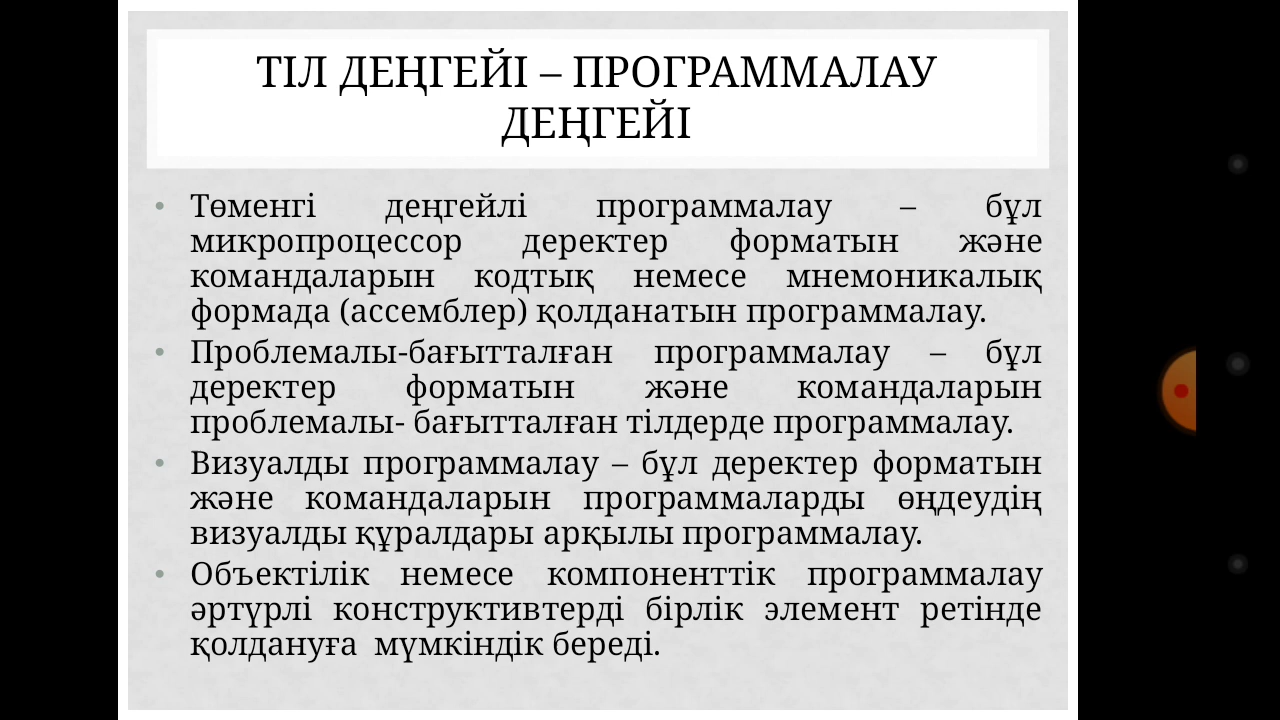 ТІЛ ДЕҢГЕЙІ – ПРОГРАММАЛАУ
ДЕҢГЕЙІ
• Төменгі деңгейлі программалау – бұл
микропроцессор деректер форматын және
командаларын кодтық немесе мнемоникалық
формада (ассемблер) қолданатын программалау.
• Проблемалы-бағытталған программалау – бұл
деректер форматын және командаларын
проблемалы- бағытталған тілдерде программалау.
• Визуалды программалау – бұл деректер форматын
және командаларын программаларды өңдеудің
визуалды құралдары арқылы программалау.
• Объектілік немесе компоненттік программалау
әртүрлі конструктивтерді бірлік элемент ретінде
қолдануға мүмкіндік береді.